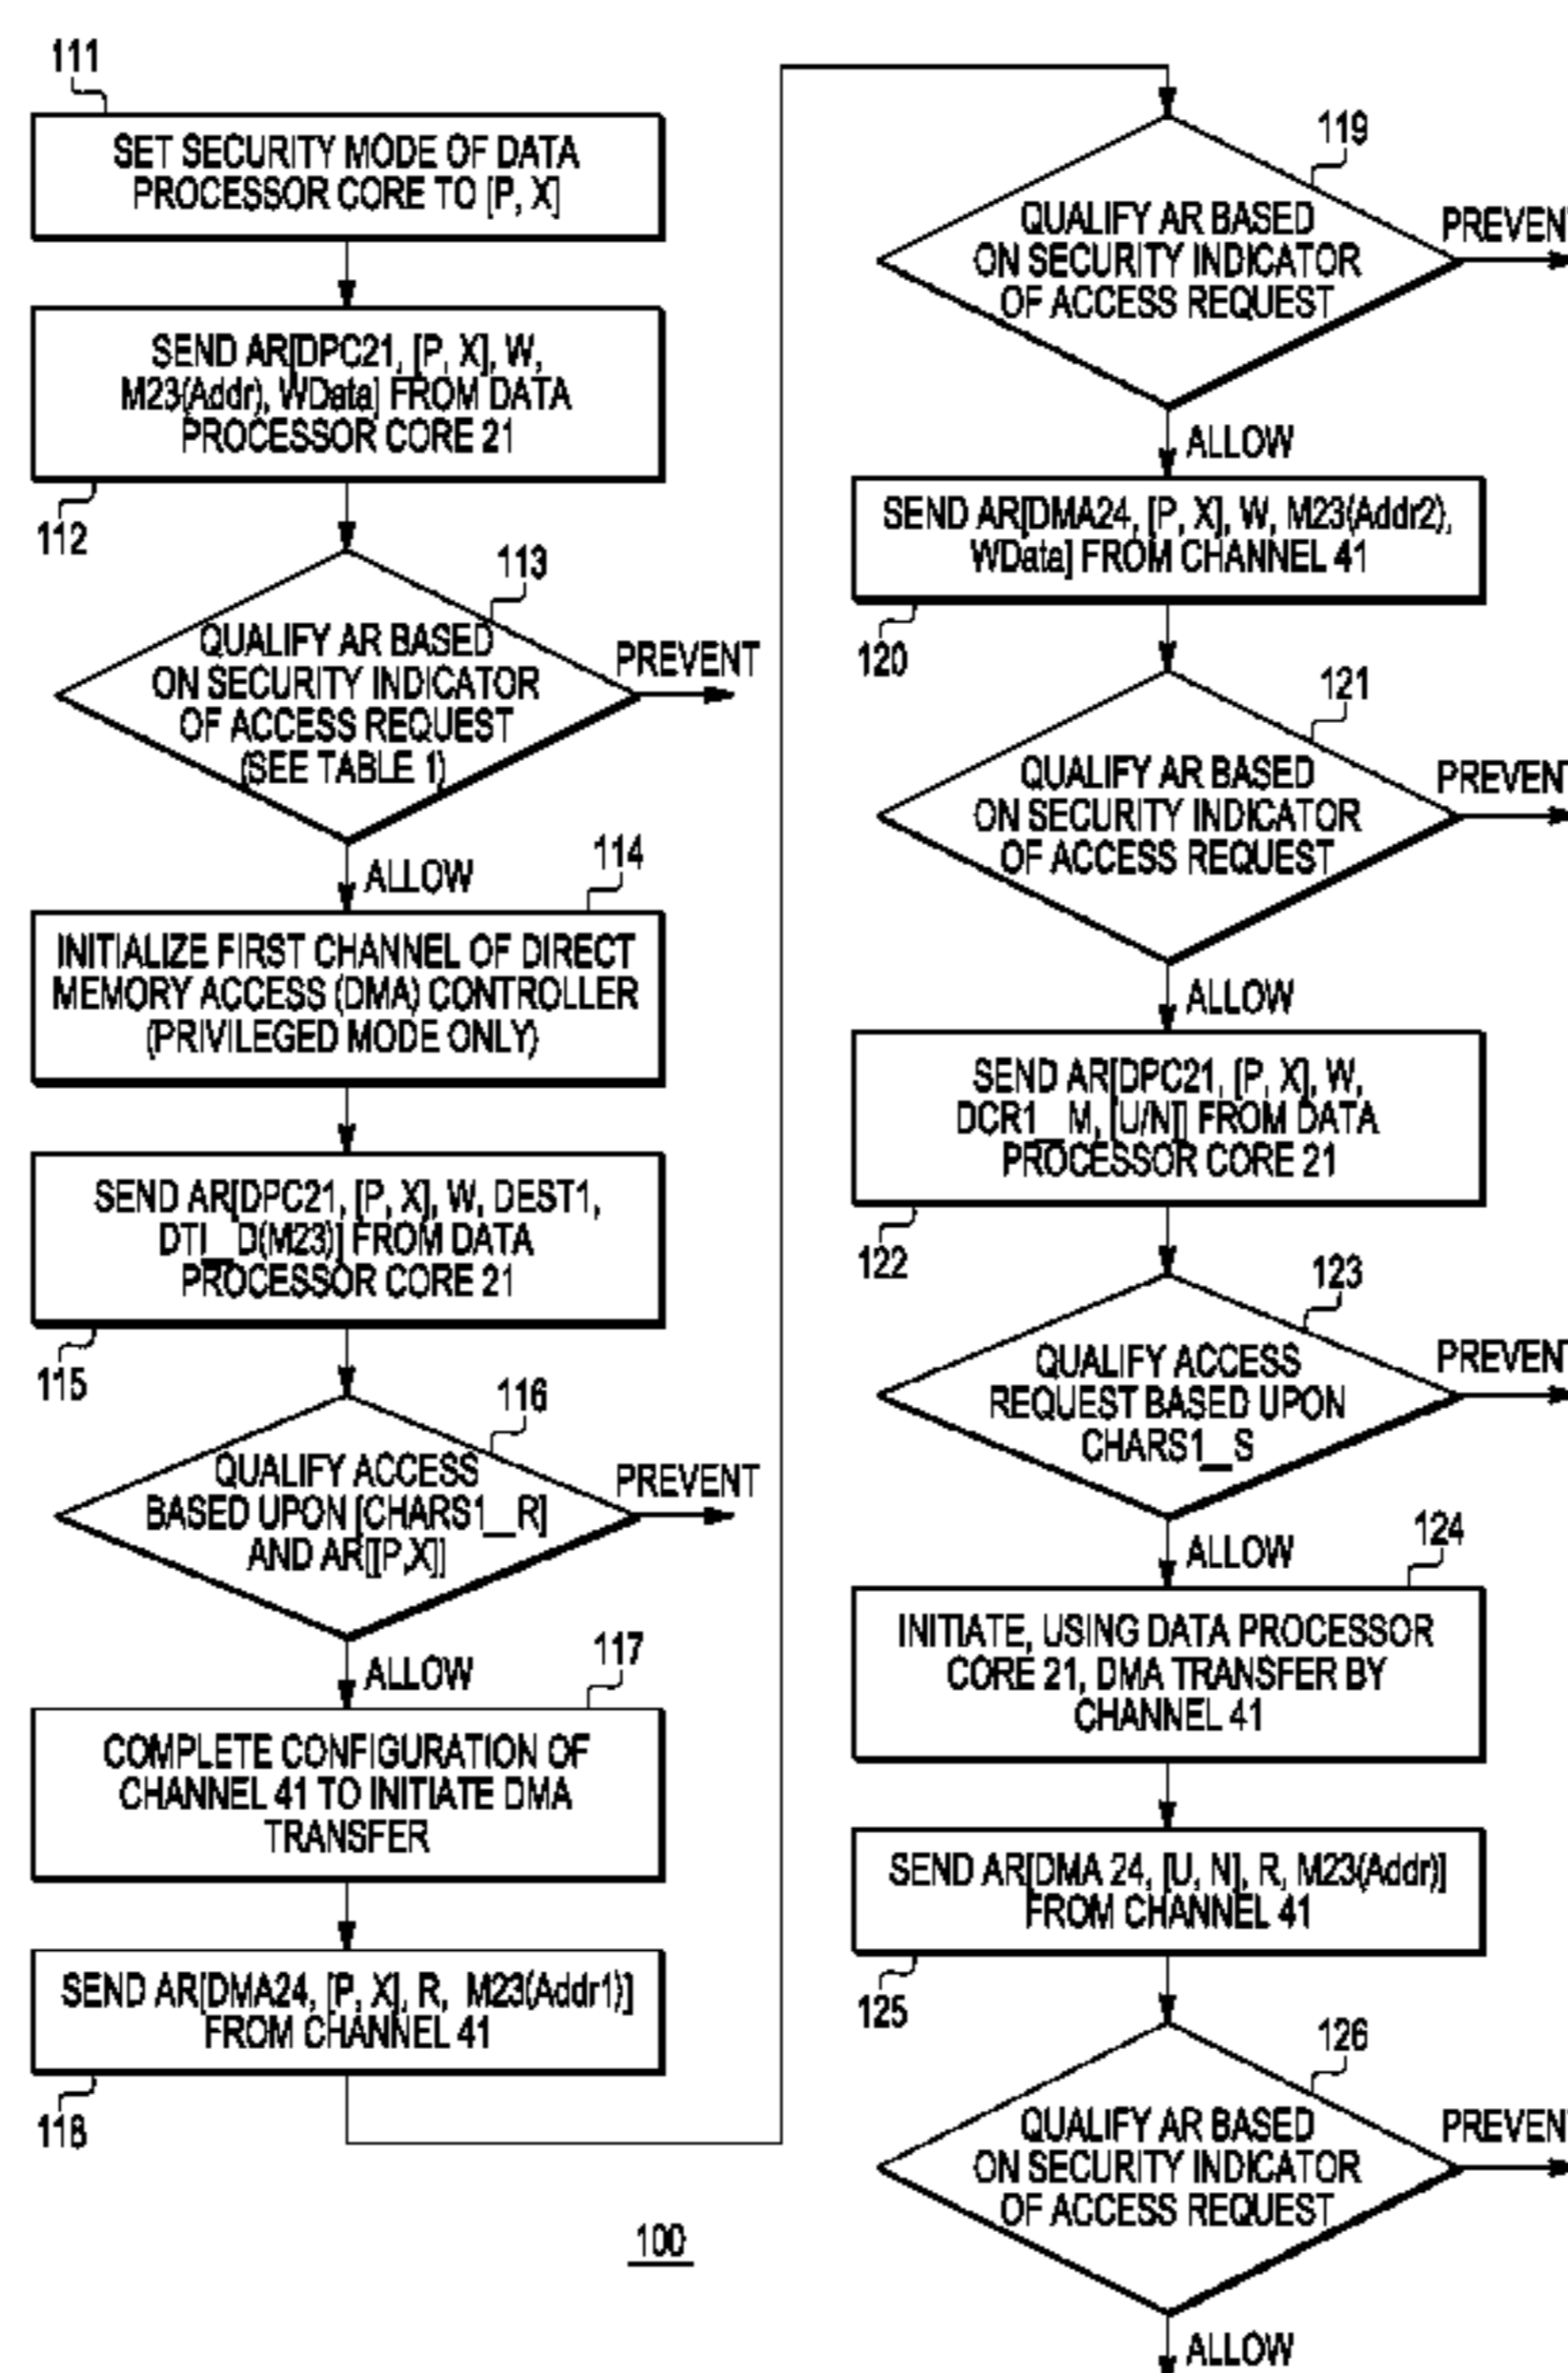 111
SET SECURITY MODE OF DATA
PROCESSOR CORE TO [P, X]
SEND AR[DPC21, [P, X], W,
M23(Addr), WData] FROM DATA
PROCESSOR CORE 21
112
113
QUALIFY AR BASED
ON SECURITY INDICATOR
OF ACCESS REQUEST
(SEE TABLE 1)
PREVENT
ALLOW
114
INITIALIZE FIRST CHANNEL OF DIRECT
MEMORY ACCESS (DMA) CONTROLLER
(PRIVILEGED MODE ONLY)
SEND AR[DPC21, [P, X], W, DEST1,
DTI__D(M23)] FROM DATA
PROCESSOR CORE 21
115
116
QUALIFY ACCESS
BASED UPON [CHARS1__R]
AND AR[[P,X]]
PREVENT
ALLOW
117
COMPLETE CONFIGURATION OF
CHANNEL 41 TO INITIATE DMA
TRANSFER
SEND AR[DMA24, [P, X], R, M23(Addr1)]
FROM CHANNEL 41
118
119
QUALIFY AR BASED
ON SECURITY INDICATOR
OF ACCESS REQUEST
PREVENT
ALLOW
SEND AR[DMA24, [P, X], W, M23(Addr2),
WData] FROM CHANNEL 41
120
121
QUALIFY AR BASED
ON SECURITY INDICATOR
OF ACCESS REQUEST
PREVENT
ALLOW
SEND AR[DPC21, [P, X], W,
DCR1__M, [U/N]] FROM DATA
PROCESSOR CORE 21
122
123
QUALIFY ACCESS
REQUEST BASED UPON
CHARS1__S
PREVENT
ALLOW
124
INITIATE, USING DATA PROCESSOR
CORE 21, DMA TRANSFER BY
CHANNEL 41
SEND AR[DMA 24, [U, N], R, M23(Addr)]
FROM CHANNEL 41
125
126
QUALIFY AR BASED
ON SECURITY INDICATOR
OF ACCESS REQUEST
PREVENT
ALLOW
100